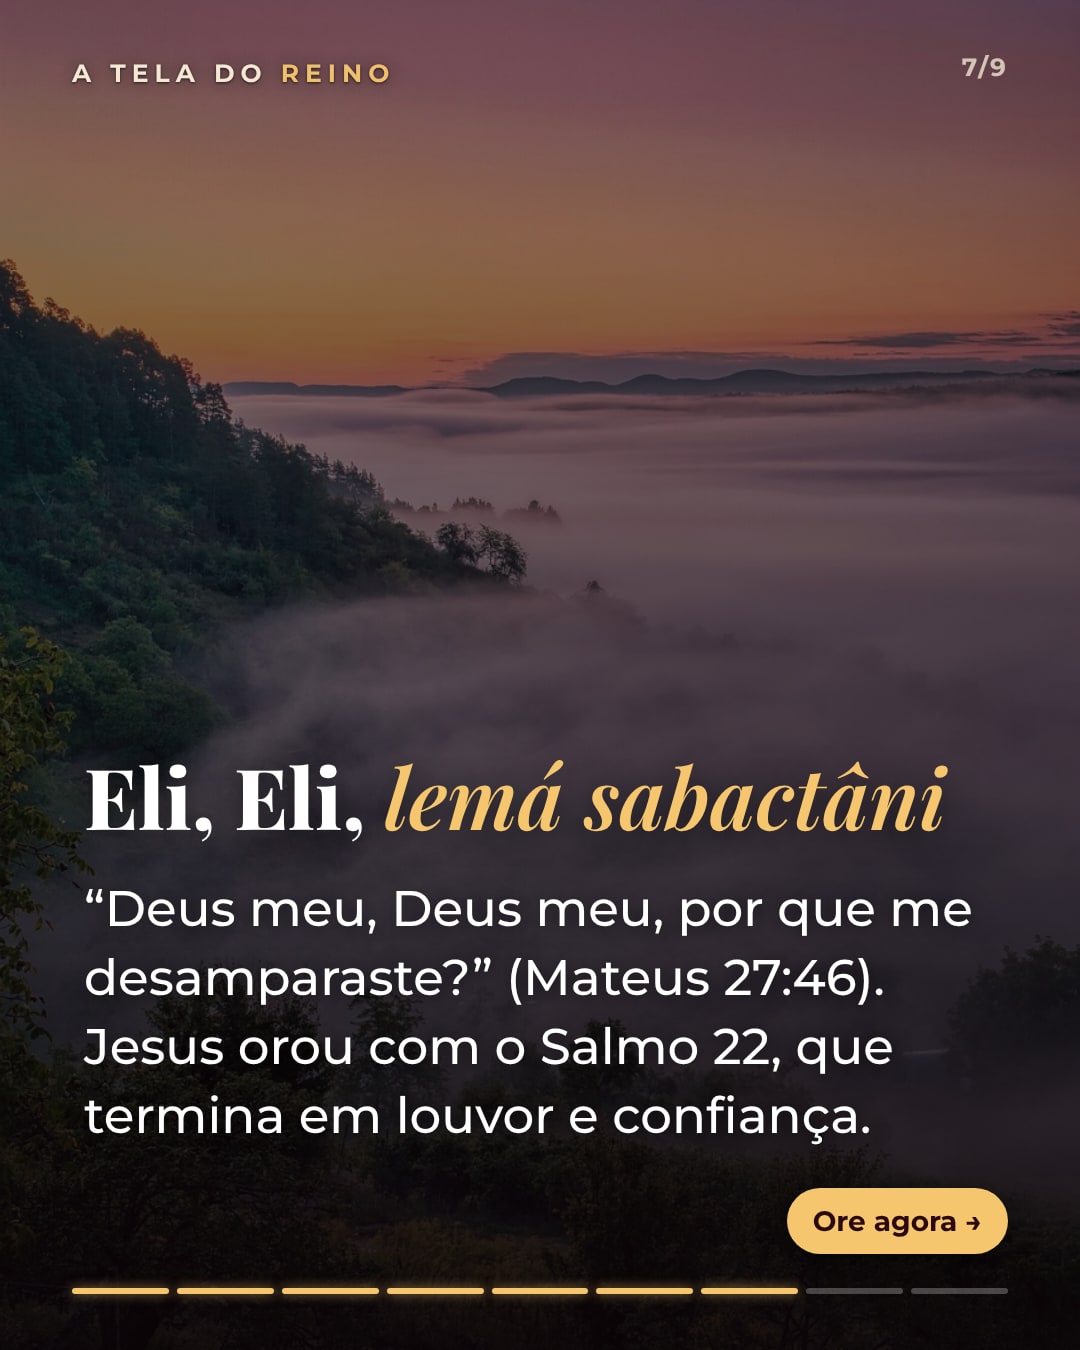 A TELA DO REINO
7/9
Eli, Eli, lemá sabactâni
“Deus meu, Deus meu, por que me
desamparaste?” (Mateus 27:46).
Jesus orou com o Salmo 22, que
termina em louvor e confiança.
Ore agora →